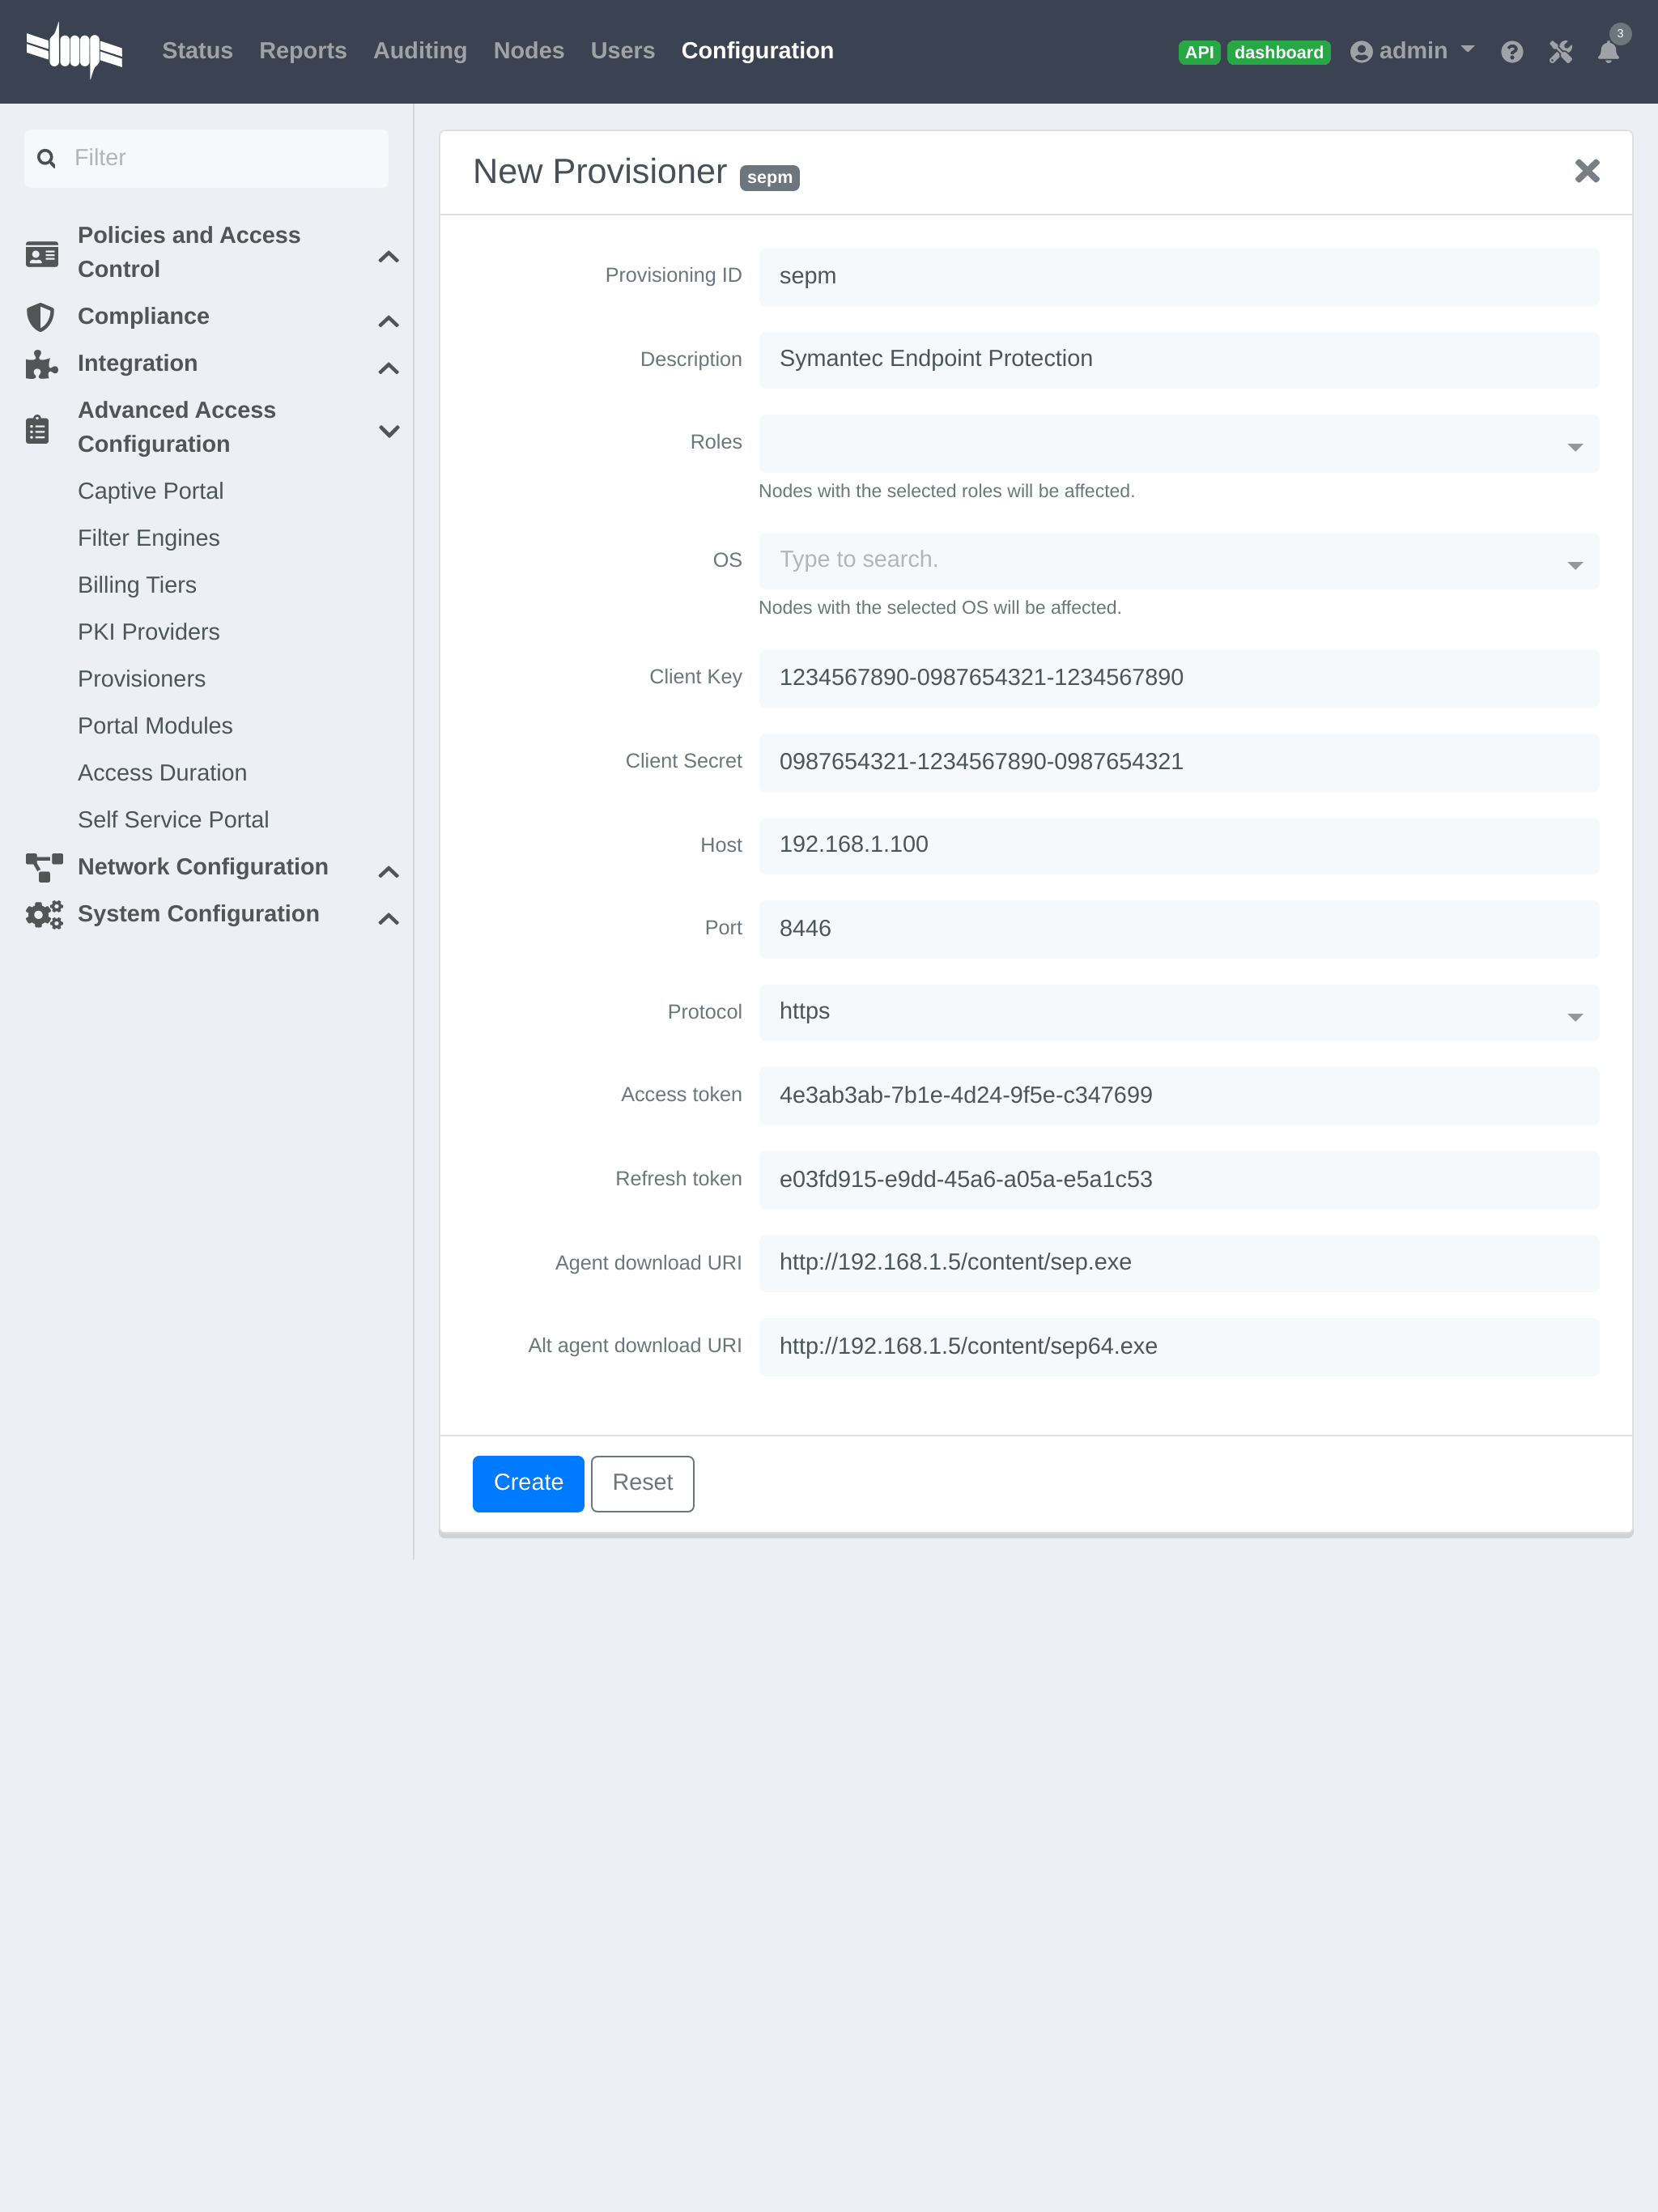 Status Reports Auditing Nodes Users Configuration API dashboard admin 3
Filter
Policies and Access
Control
Compliance
Integration
Advanced Access
Configuration
Captive Portal
Filter Engines
Billing Tiers
PKI Providers
Provisioners
Portal Modules
Access Duration
Self Service Portal
Network Configuration
System Configuration
New Provisioner sepm
Provisioning ID sepm
Description Symantec Endpoint Protection
Roles
Nodes with the selected roles will be affected.
OS Type to search.
Nodes with the selected OS will be affected.
Client Key 1234567890-0987654321-1234567890
Client Secret 0987654321-1234567890-0987654321
Host 192.168.1.100
Port 8446
Protocol https
Access token 4e3ab3ab-7b1e-4d24-9f5e-c347699
Refresh token e03fd915-e9dd-45a6-a05a-e5a1c53
Agent download URI http://192.168.1.5/content/sep.exe
Alt agent download URI http://192.168.1.5/content/sep64.exe
Create Reset